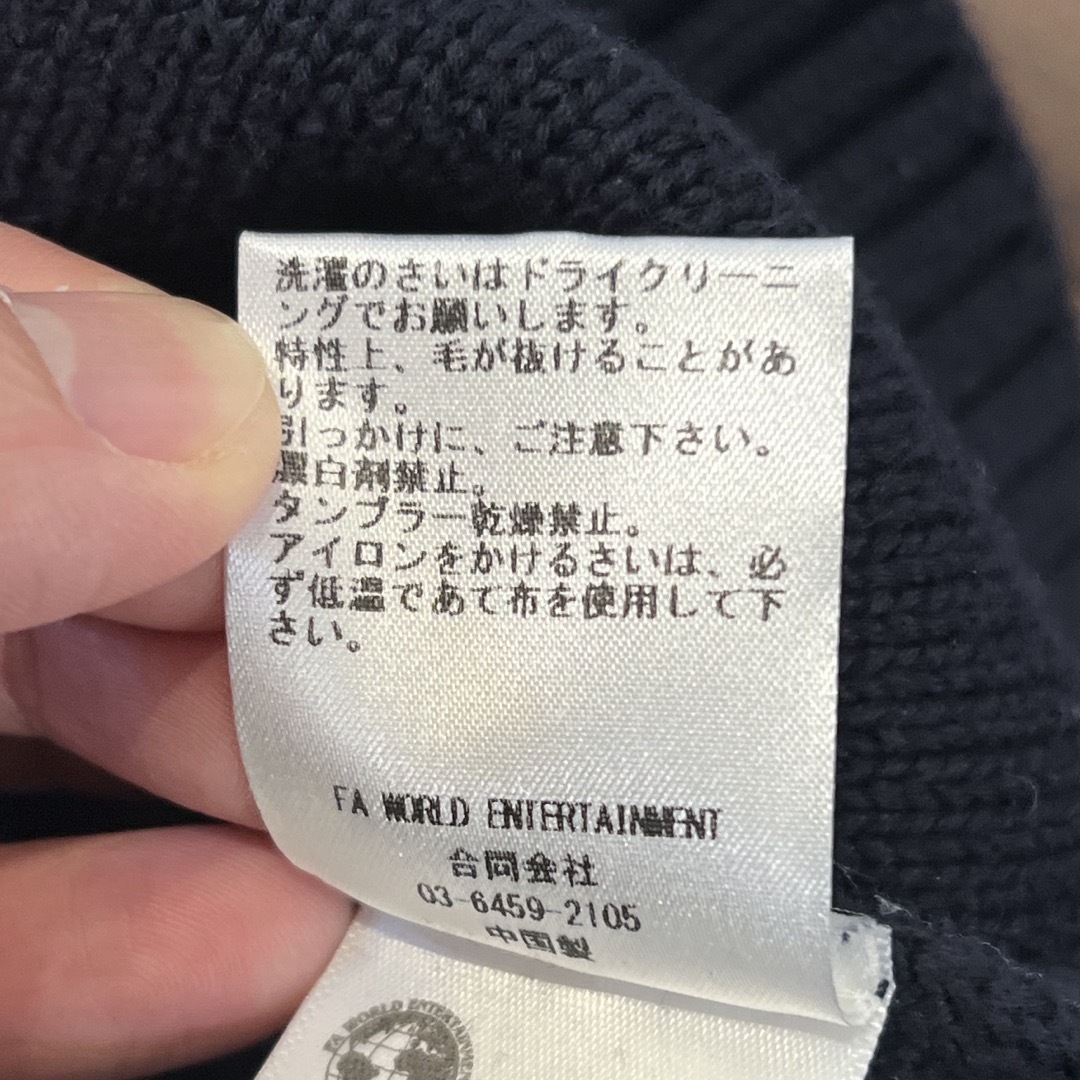 洗濯のさいはドライクリーニ
ングでお願いします。
特性上、毛が抜けることがあ
ります。
引っかけに、ご注意下さい。
漂白剤禁止。
タンブラー乾燥禁止。
アイロンをかけるさいは、必
ず低温であて布を使用して下
さい。
FA WORLD ENTERTAINMENT
合同会社
03-6459-2105
中国製
FA WORLD ENTERTAINMENT